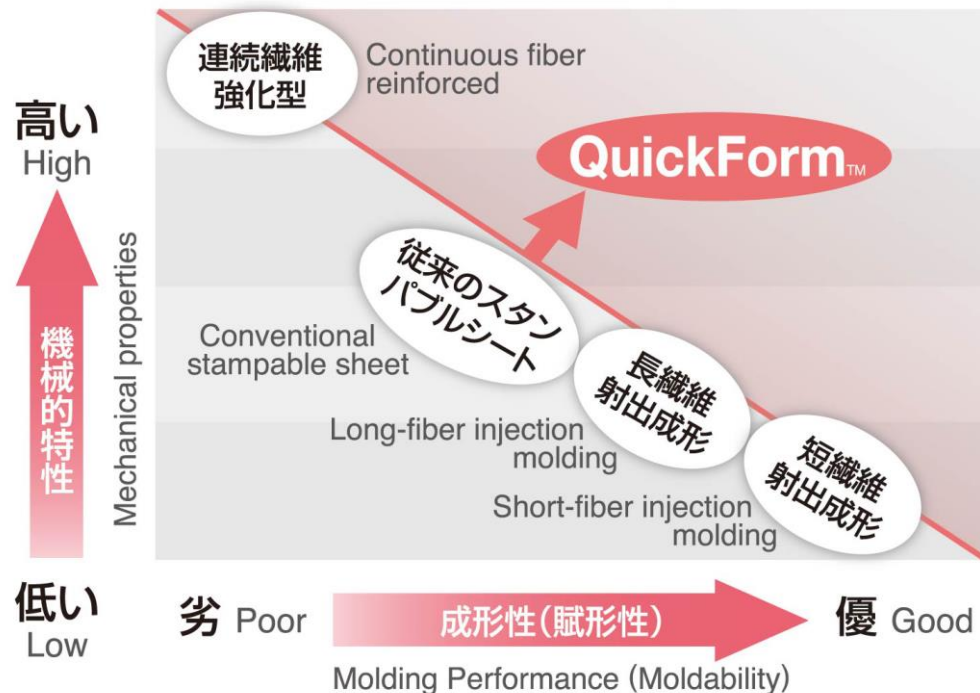 連続繊維
強化型
Continuous fiber
reinforced
高い
High
QuickForm™
機械的特性
Mechanical properties
従来のスタン
パブルシート
Conventional
stampable sheet
長繊維
射出成形
Long-fiber injection
molding
短繊維
射出成形
Short-fiber injection
molding
低い
Low
劣 Poor
成形性(賦形性)
優 Good
Molding Performance (Moldability)